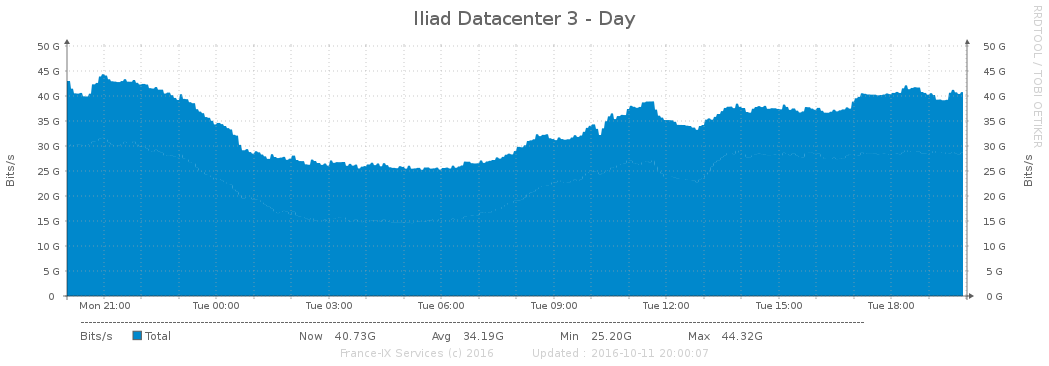 Iliad Datacenter 3 - Day
RRDTOOL / TOBI OETIKER
50 G 50 G
45 G 45 G
40 G 40 G
35 G 35 G
30 G 30 G
25 G 25 G
20 G 20 G
15 G 15 G
10 G 10 G
5 G 5 G
0 0 G
Bits/s
Bits/s
Mon 21:00 Tue 00:00 Tue 03:00 Tue 06:00 Tue 09:00 Tue 12:00 Tue 15:00 Tue 18:00
Bits/s Total Now 40.73G Avg 34.19G Min 25.20G Max 44.32G
France-IX Services (c) 2016 Updated : 2016-10-11 20:00:07